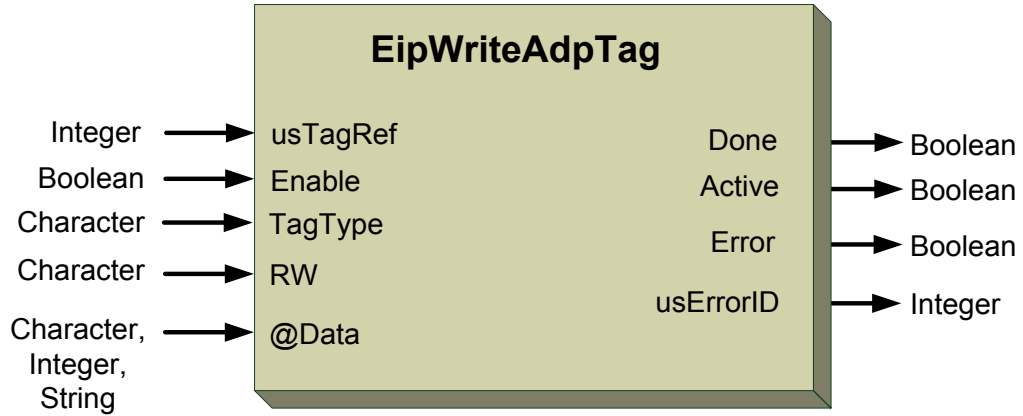 EipWriteAdpTag
Integer
usTagRef
Boolean
Enable
Character
TagType
Character
RW
Character,
Integer,
String
@Data
Done
Boolean
Active
Boolean
Error
Boolean
usErrorID
Integer